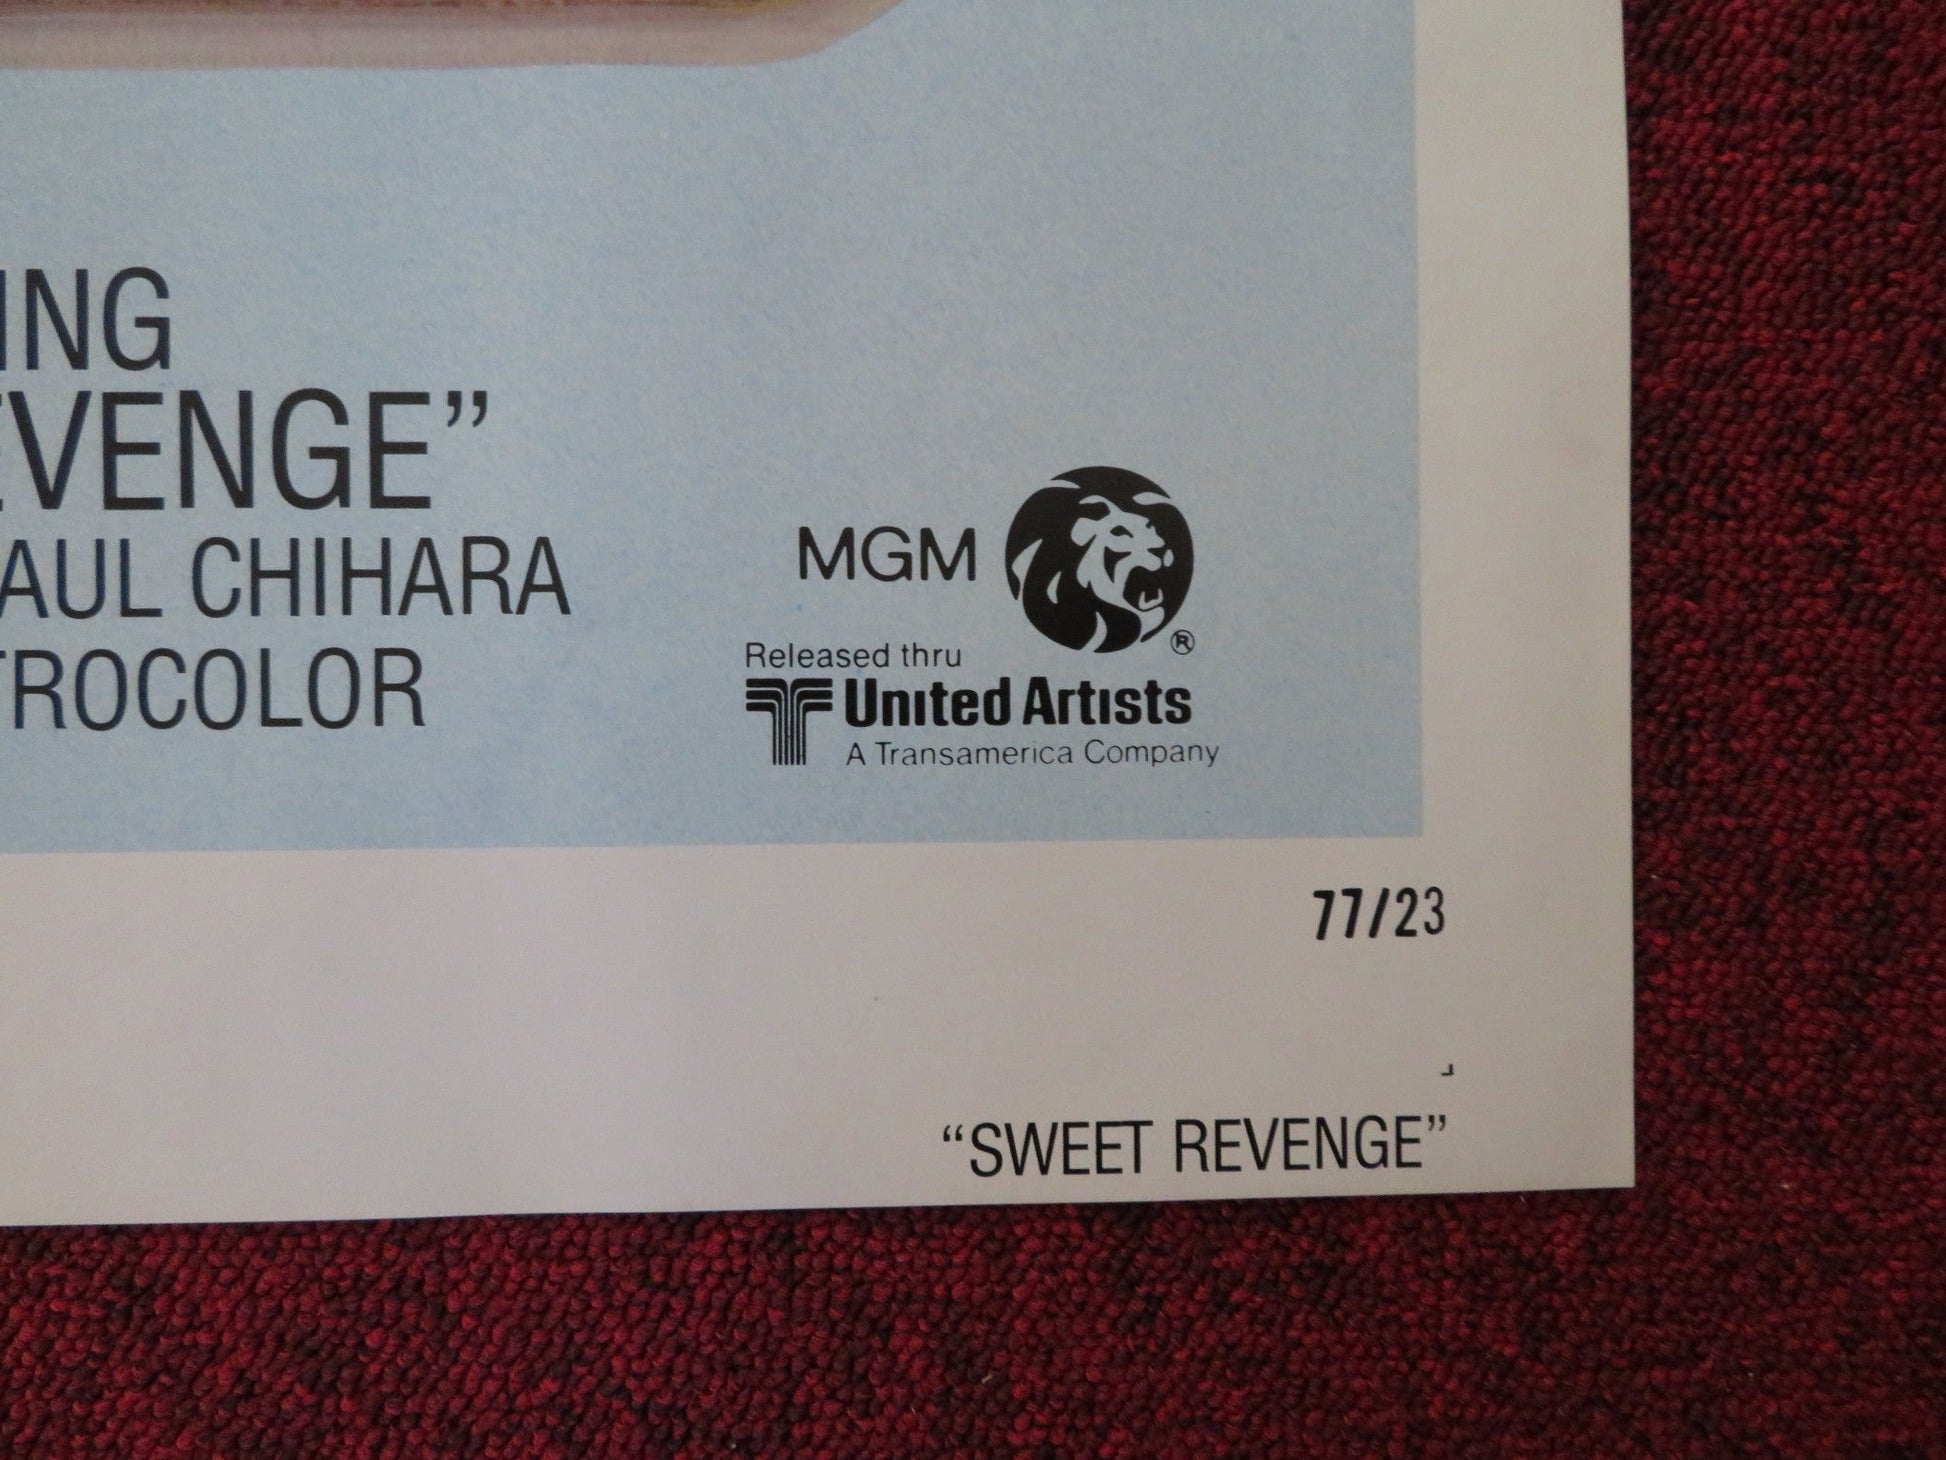 ING
EVENGE”
AUL CHIHARA
TROCOLOR
MGM
®
Released thru
United Artists
A Transamerica Company
77/23
“SWEET REVENGE”